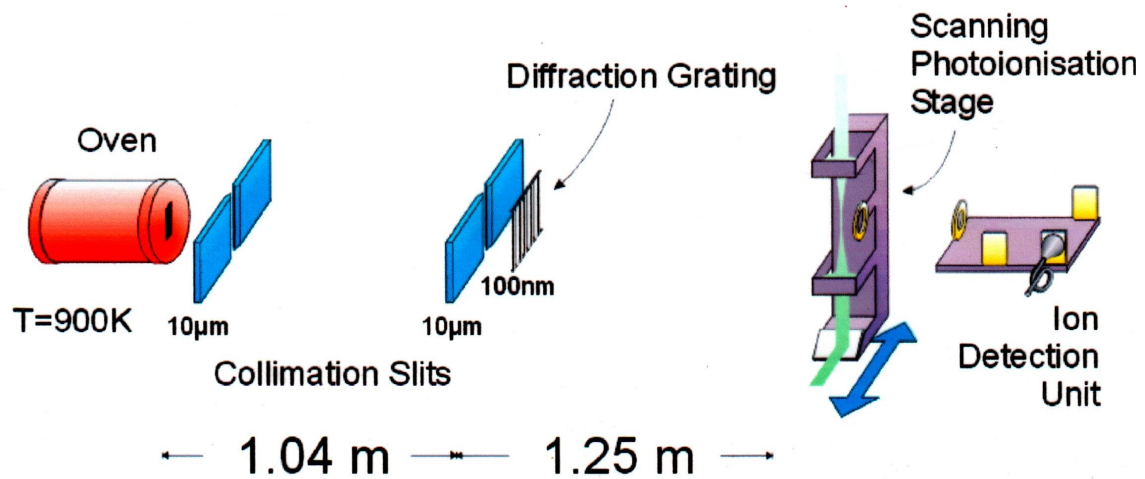 Scanning
Photoionisation
Stage
Diffraction Grating
Oven
100nm
T=900K
10µm
10µm
Collimation Slits
Ion
Detection
Unit
1.04 m
1.25 m